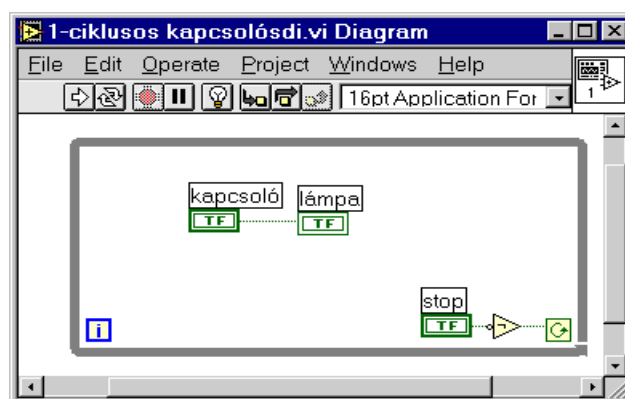 1-ciklusos kapcsolósdi.vi Diagram
File Edit Operate Project Windows Help
16pt Application For
1
kapcsoló lámpa
TF TF
stop
TF
i